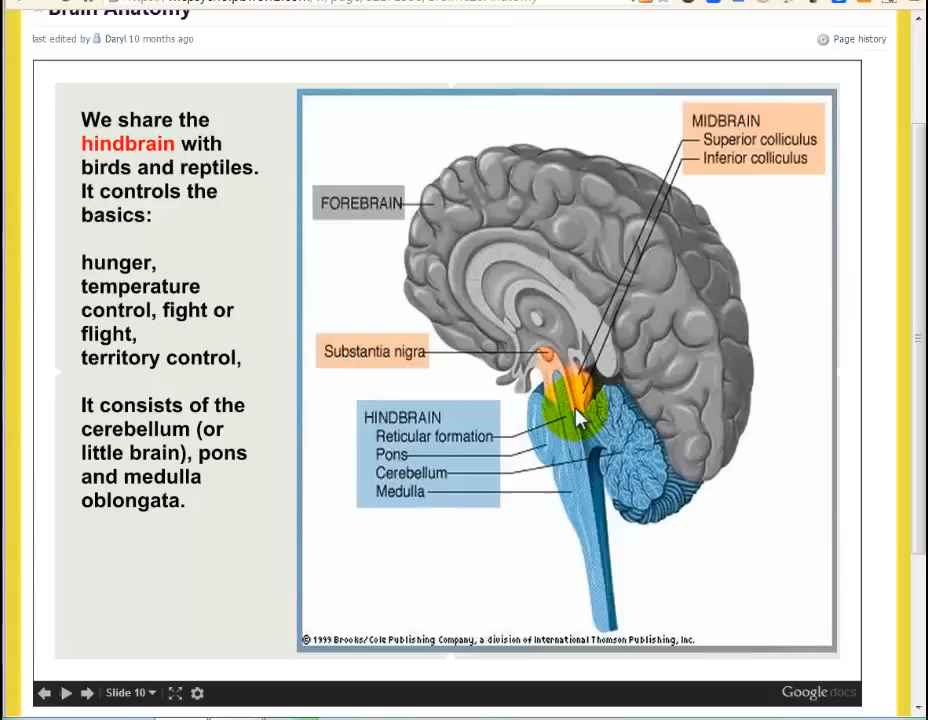 Brain Anatomy
last edited by Daryl 10 months ago
Page history
We share the
hindbrain with
birds and reptiles.
It controls the
basics:
hunger,
temperature
control, fight or
flight,
territory control,
It consists of the
cerebellum (or
little brain), pons
and medulla
oblongata.
MIDBRAIN
Superior colliculus
Inferior colliculus
FOREBRAIN
Substantia nigra
HINDBRAIN
Reticular formation
Pons
Cerebellum
Medulla
© 1999 Brooks/Cole Publishing Company, a division of International Thomson Publishing, Inc.
Slide 10
Google docs